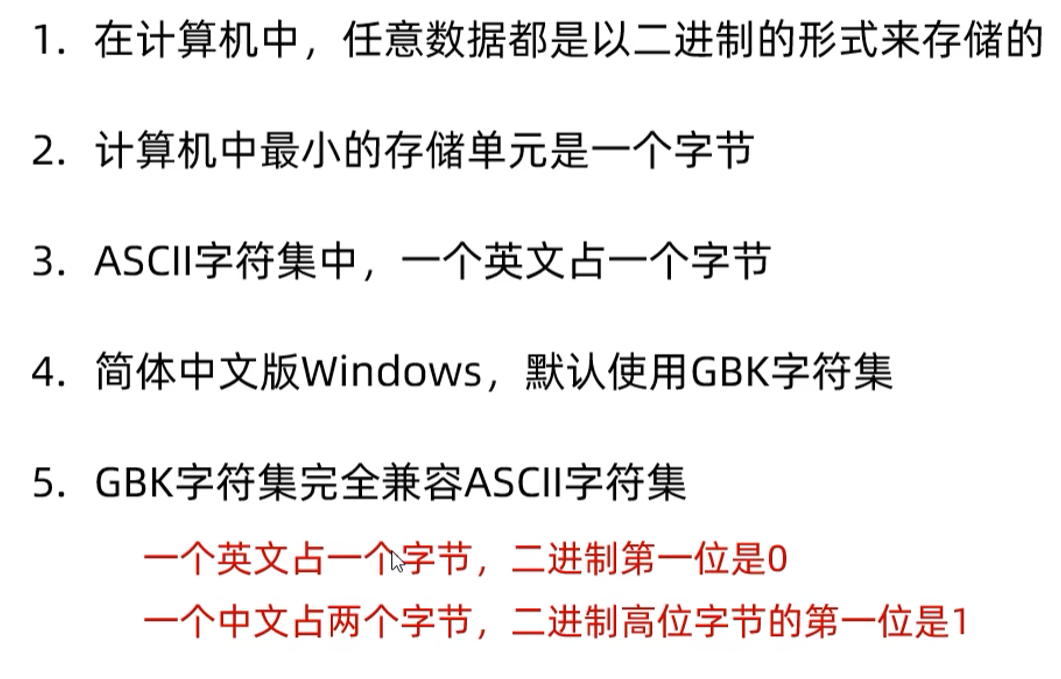 1. 在计算机中，任意数据都是以二进制的形式来存储的
2. 计算机中最小的存储单元是一个字节
3. ASCII字符集中，一个英文占一个字节
4. 简体中文版Windows，默认使用GBK字符集
5. GBK字符集完全兼容ASCII字符集
一个英文占一个字节，二进制第一位是0
一个中文占两个字节，二进制高位字节的第一位是1